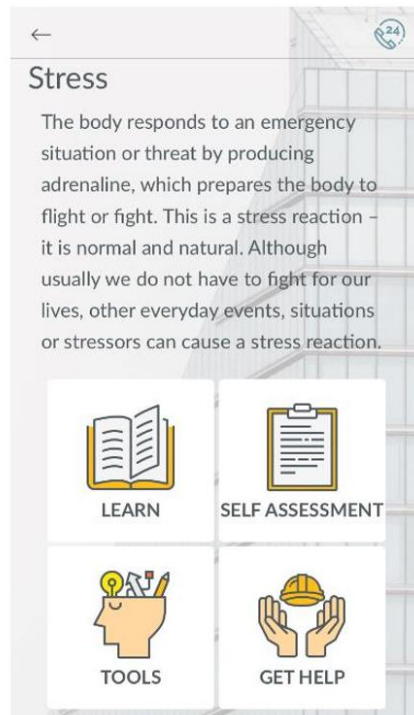 24
Stress
The body responds to an emergency
situation or threat by producing
adrenaline, which prepares the body to
flight or fight. This is a stress reaction –
it is normal and natural. Although
usually we do not have to fight for our
lives, other everyday events, situations
or stressors can cause a stress reaction.
LEARN
SELF ASSESSMENT
TOOLS
GET HELP